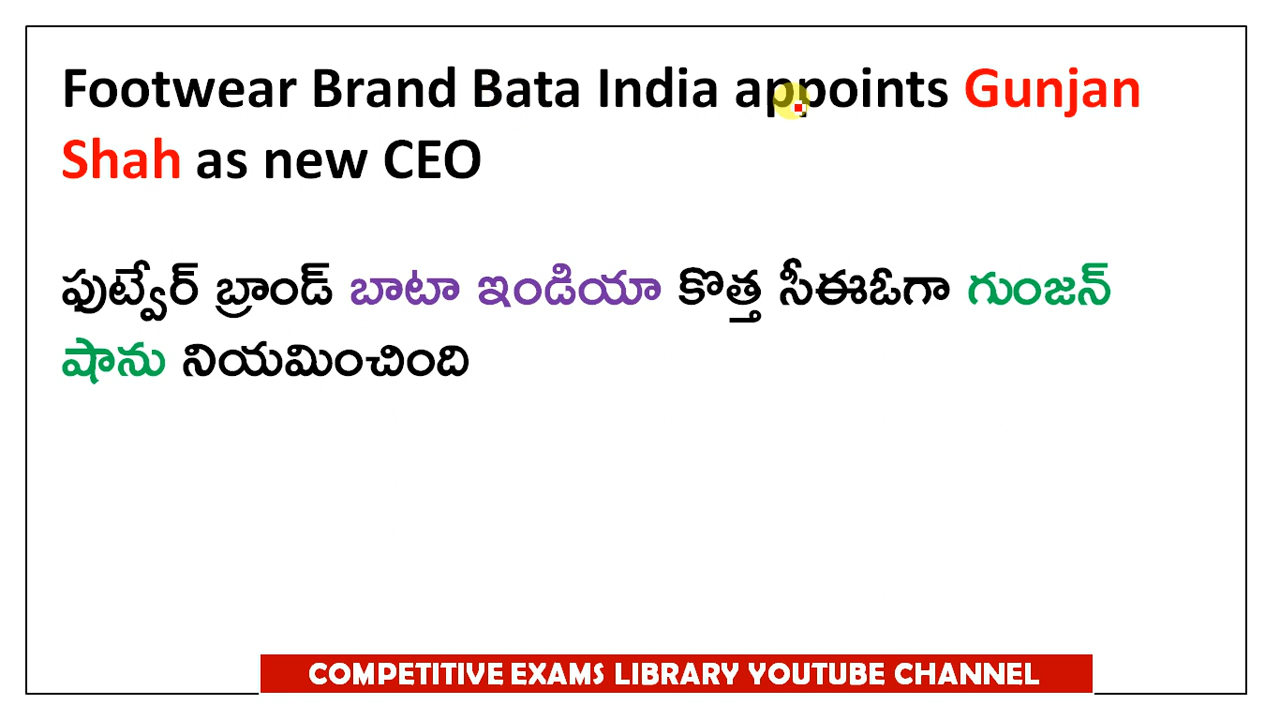 Footwear Brand Bata India appoints Gunjan
Shah as new CEO
ఫుట్వేర్ బ్రాండ్ బాటా ఇండియా కొత్త సీఈఓగా గుంజన్
షాను నియమించింది
COMPETITIVE EXAMS LIBRARY YOUTUBE CHANNEL